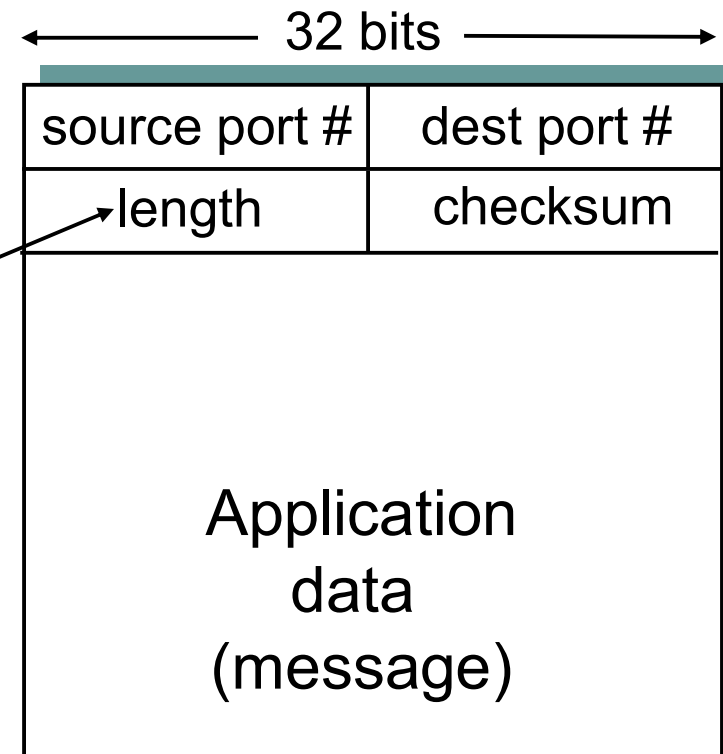 32 bits
source port # dest port #
length checksum
Application
data
(message)